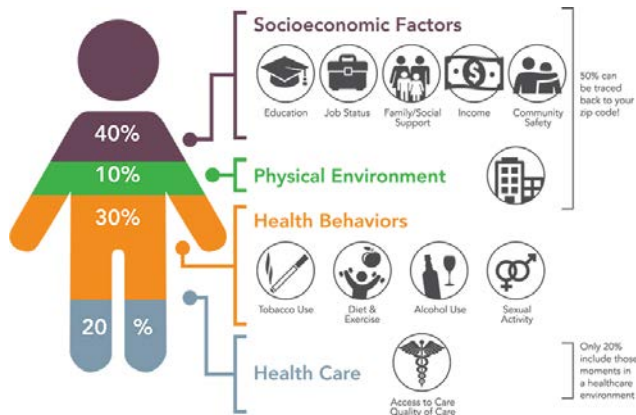 Socioeconomic Factors
Education
Job Status
Family/Social
Support
Income
Community
Safety
50% can
be traced
back to your
zip code!
40%
10%
Physical Environment
30%
Health Behaviors
Tobacco Use
Diet &
Exercise
Alcohol Use
Sexual
Activity
20 %
Health Care
Access to Care
Quality of Care
Only 20%
include those
moments in
a healthcare
environment